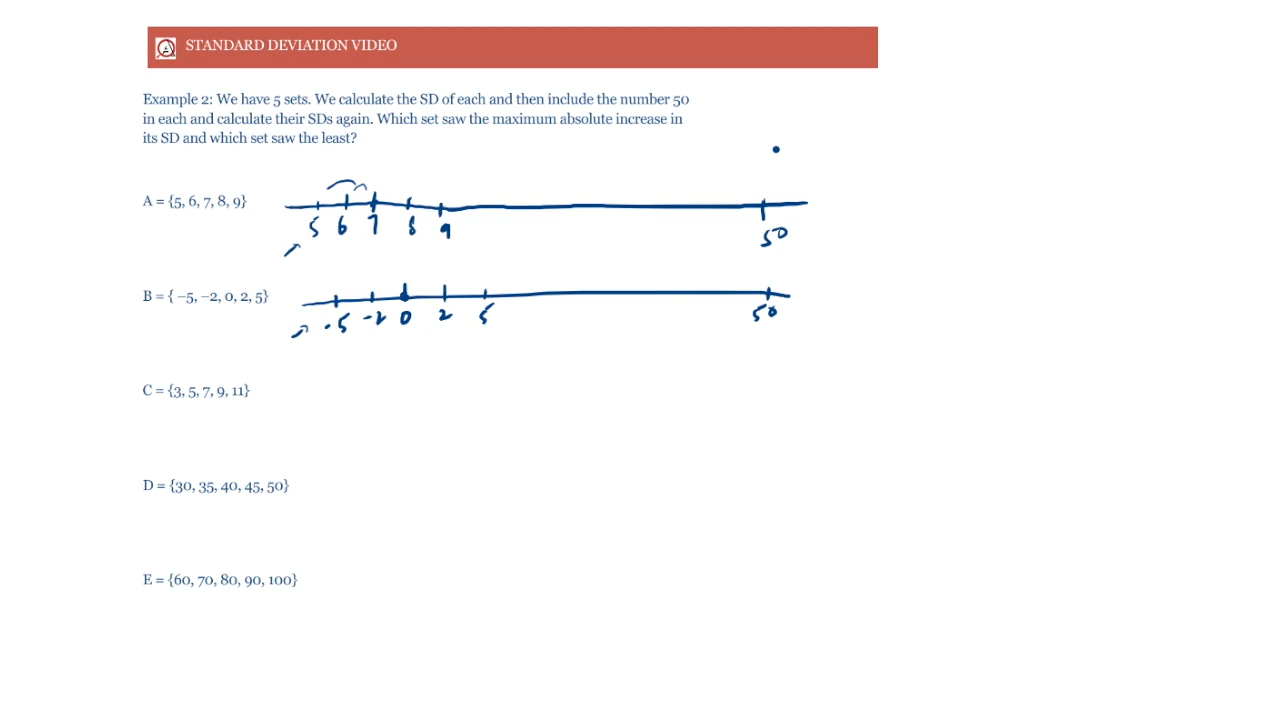 STANDARD DEVIATION VIDEO
Example 2: We have 5 sets. We calculate the SD of each and then include the number 50
in each and calculate their SDs again. Which set saw the maximum absolute increase in
its SD and which set saw the least?
A = {5, 6, 7, 8, 9}
5 6 7 8 9 50
B = { −5, −2, 0, 2, 5}
-5 -2 0 2 5 50
C = {3, 5, 7, 9, 11}
D = {30, 35, 40, 45, 50}
E = {60, 70, 80, 90, 100}